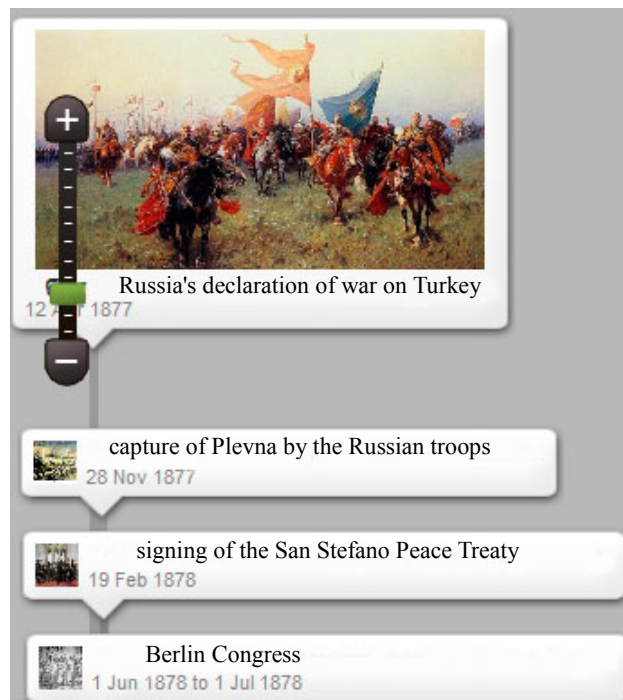 Russia's declaration of war on Turkey
12 Apr 1877
capture of Plevna by the Russian troops
28 Nov 1877
signing of the San Stefano Peace Treaty
19 Feb 1878
Berlin Congress
1 Jun 1878 to 1 Jul 1878